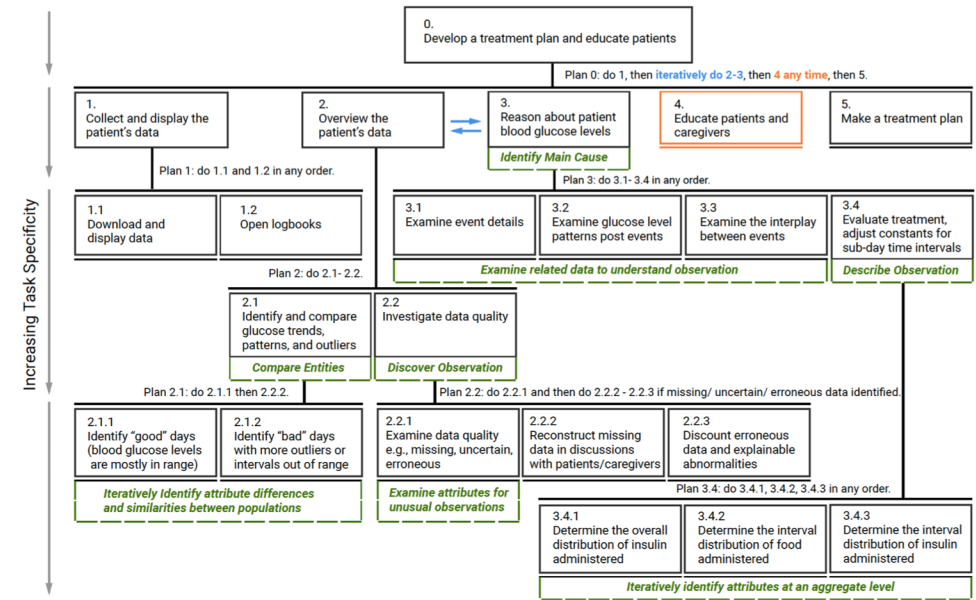 0.
Develop a treatment plan and educate patients
Plan 0: do 1, then iteratively do 2-3, then 4 any time, then 5.
1.
Collect and display the
patient's data
2.
Overview the
patient's data
3.
Reason about patient
blood glucose levels
Identify Main Cause
4.
Educate patients and
caregivers
5.
Make a treatment plan
Plan 1: do 1.1 and 1.2 in any order.
Plan 3: do 3.1- 3.4 in any order.
1.1
Download and
display data
1.2
Open logbooks
3.1
Examine event details
3.2
Examine glucose level
patterns post events
3.3
Examine the interplay
between events
3.4
Evaluate treatment,
adjust constants for
sub-day time intervals
Examine related data to understand observation
Describe Observation
Plan 2: do 2.1- 2.2.
2.1
Identify and compare
glucose trends,
patterns, and outliers
Compare Entities
2.2
Investigate data quality
Discover Observation
Increasing Task Specificity
Plan 2.1: do 2.1.1 then 2.2.2.
Plan 2.2: do 2.2.1 and then do 2.2.2 - 2.2.3 if missing/ uncertain/ erroneous data identified.
2.1.1
Identify "good" days
(blood glucose levels
are mostly in range)
2.1.2
Identify "bad" days
with more outliers or
intervals out of range
Iteratively Identify attribute differences
and similarities between populations
2.2.1
Examine data quality
e.g., missing, uncertain,
erroneous
Examine attributes for
unusual observations
2.2.2
Reconstruct missing
data in discussions
with patients/caregivers
2.2.3
Discount erroneous
data and explainable
abnormalities
Plan 3.4: do 3.4.1, 3.4.2, 3.4.3 in any order.
3.4.1
Determine the overall
distribution of insulin
administered
3.4.2
Determine the interval
distribution of food
administered
3.4.3
Determine the interval
distribution of insulin
administered
Iteratively identify attributes at an aggregate level